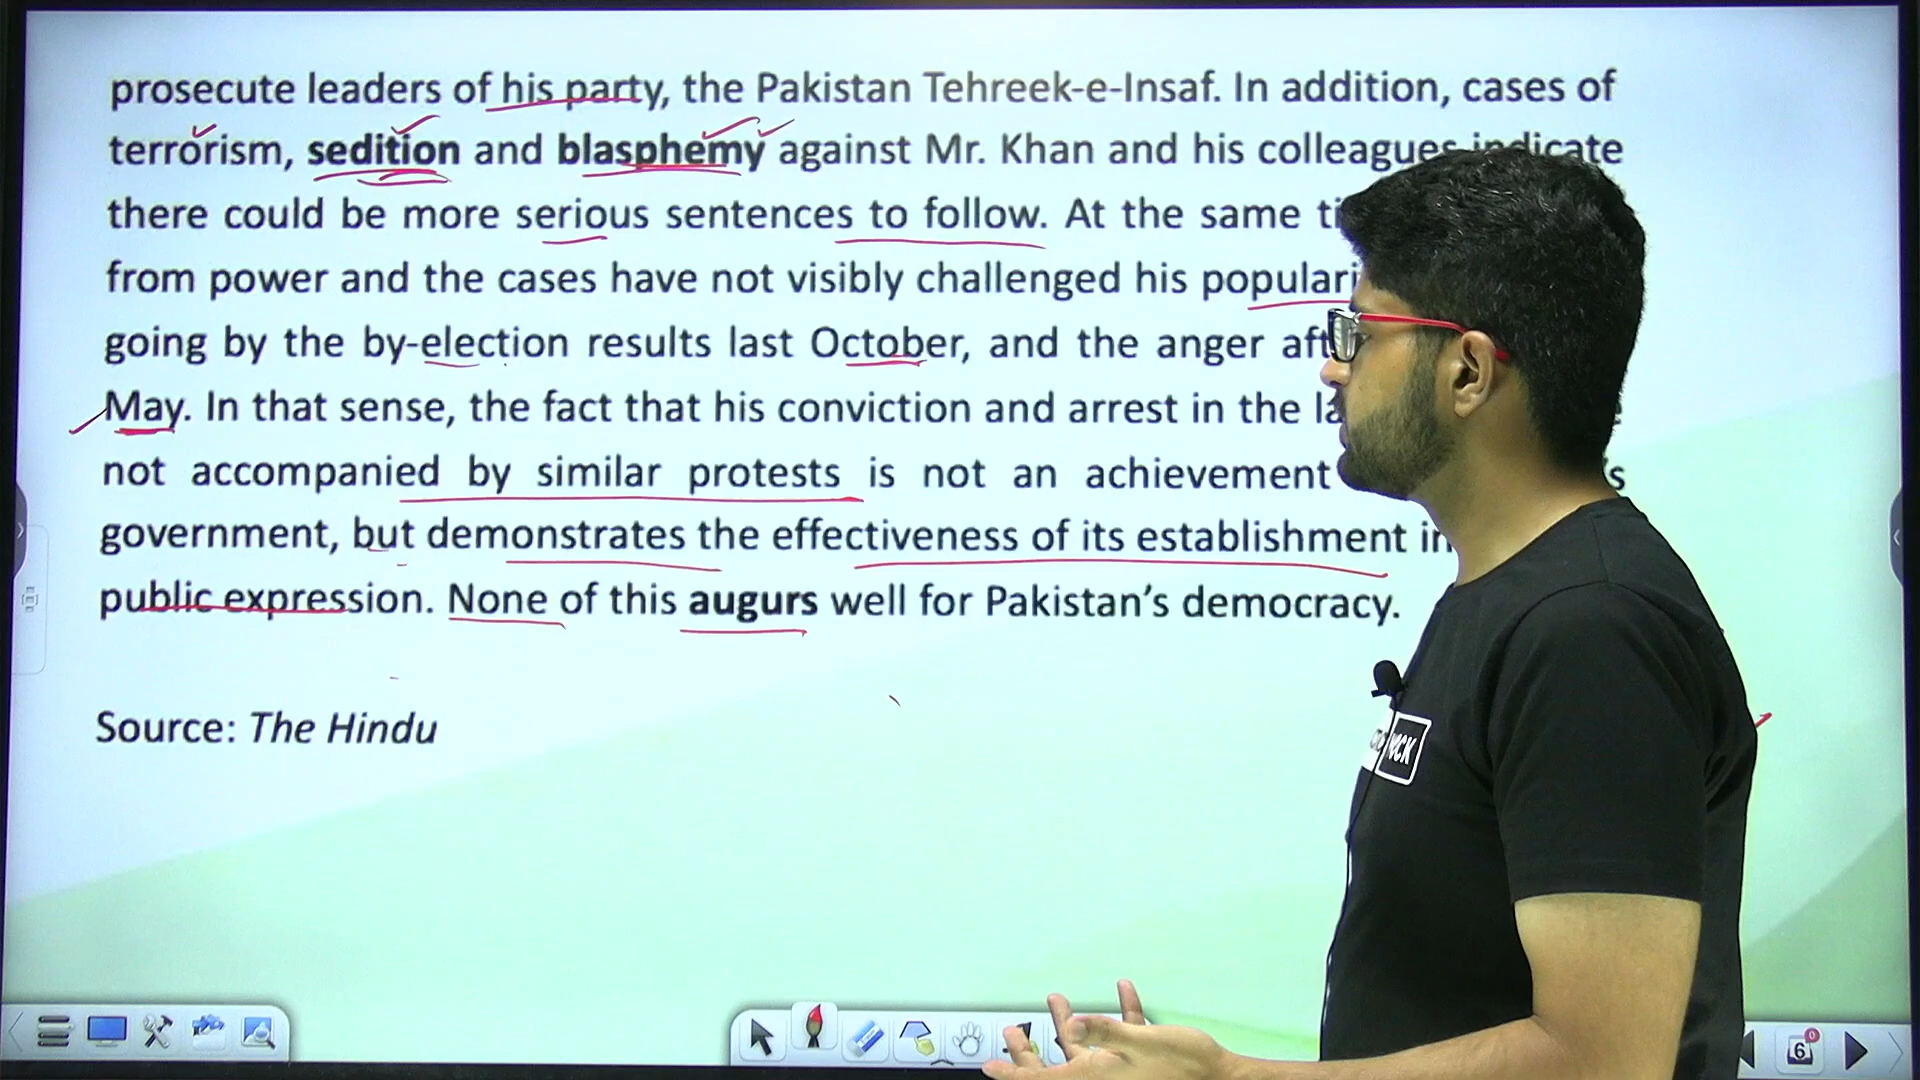 prosecute leaders of his party, the Pakistan Tehreek-e-Insaf. In addition, cases of
terrorism, sedition and blasphemy against Mr. Khan and his colleagues indicate
there could be more serious sentences to follow. At the same
from power and the cases have not visibly challenged his
going by the by-election results last October, and the anger
May. In that sense, the fact that his conviction and arrest in the
not accompanied by similar protests is not an achievement
government, but demonstrates the effectiveness of its establishment
public expression. None of this augurs well for Pakistan's democracy.
Source: The Hindu
6
0